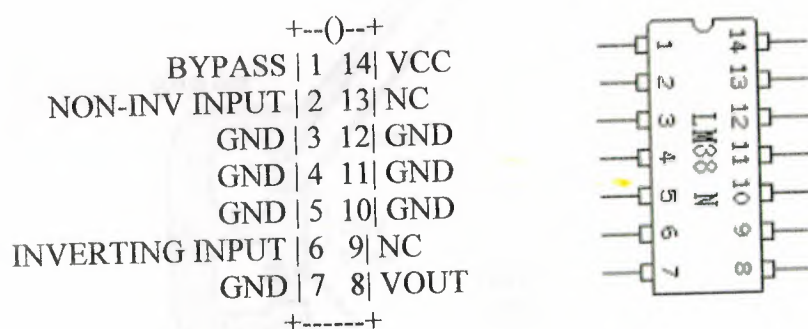 +--()--+
BYPASS | 1 14| VCC
NON-INV INPUT | 2 13| NC
GND | 3 12| GND
GND | 4 11| GND
GND | 5 10| GND
INVERTING INPUT | 6 9| NC
GND | 7 8| VOUT
+------+
1 14
2 13
3 12
4 11
5 10
6 9
7 8
LM38 N